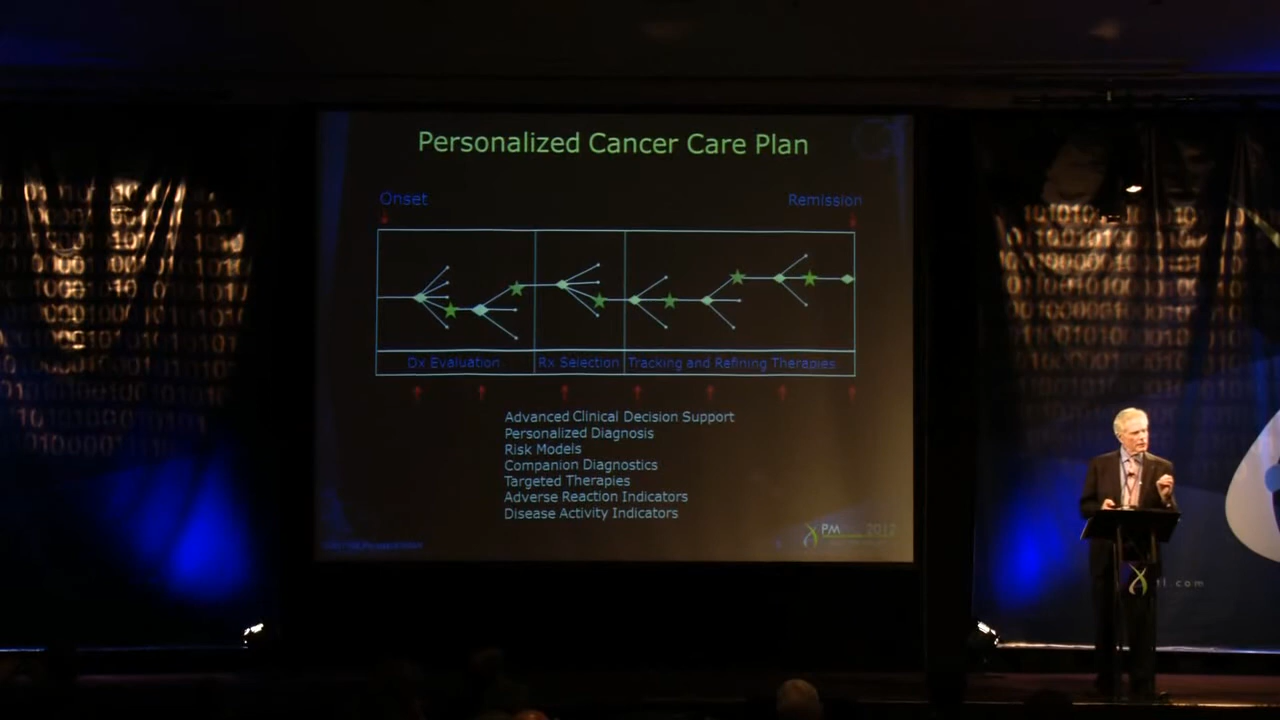 Personalized Cancer Care Plan
Onset
Remission
Dx Evaluation
Rx Selection
Tracking and Refining Therapies
Advanced Clinical Decision Support
Personalized Diagnosis
Risk Models
Companion Diagnostics
Targeted Therapies
Adverse Reaction Indicators
Disease Activity Indicators
PM
2012